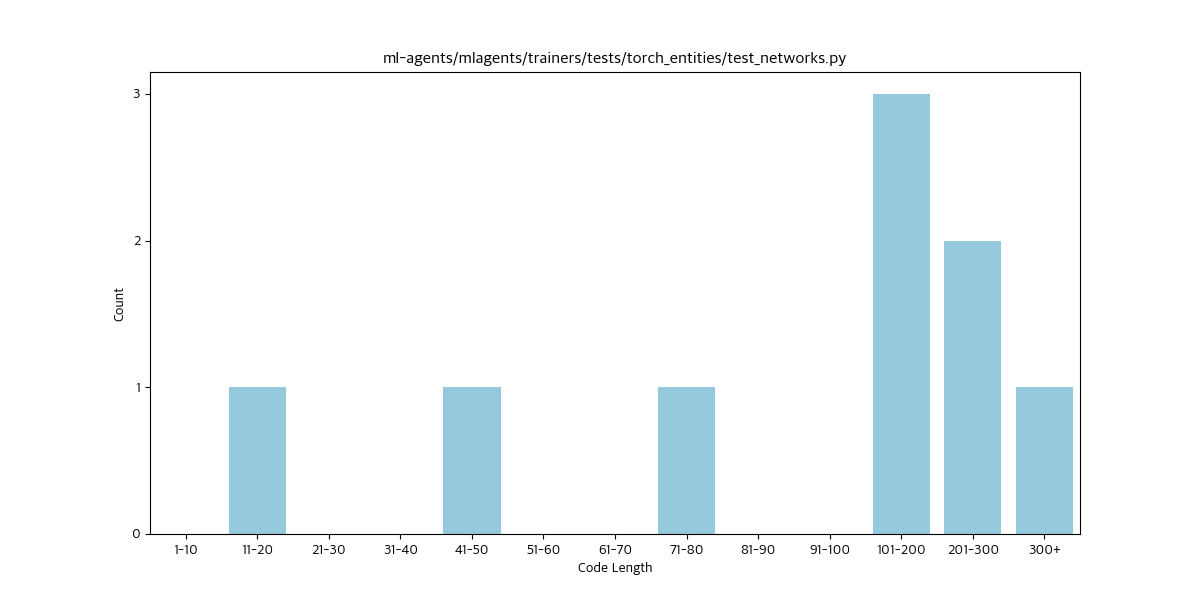 ml-agents/mlagents/trainers/tests/torch_entities/test_networks.py
3
2
1
0
Count
1-10 11-20 21-30 31-40 41-50 51-60 61-70 71-80 81-90 91-100 101-200 201-300 300+
Code Length